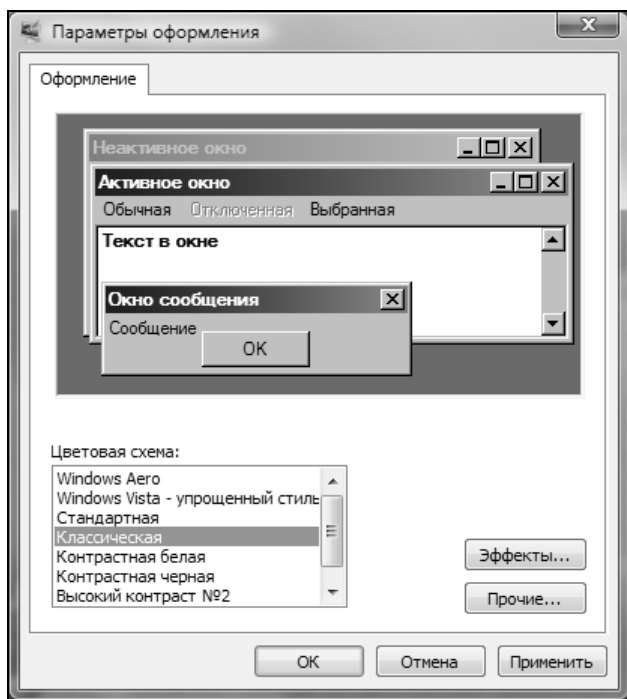 Параметры оформления
Оформление
Неактивное окно
Активное окно
Обычная Отключенная Выбранная
Текст в окне
Окно сообщения
Сообщение
OK
Цветовая схема:
Windows Aero
Windows Vista - упрощенный стиль
Стандартная
Классическая
Контрастная белая
Контрастная черная
Высокий контраст №2
Эффекты...
Прочие...
OK Отмена Применить